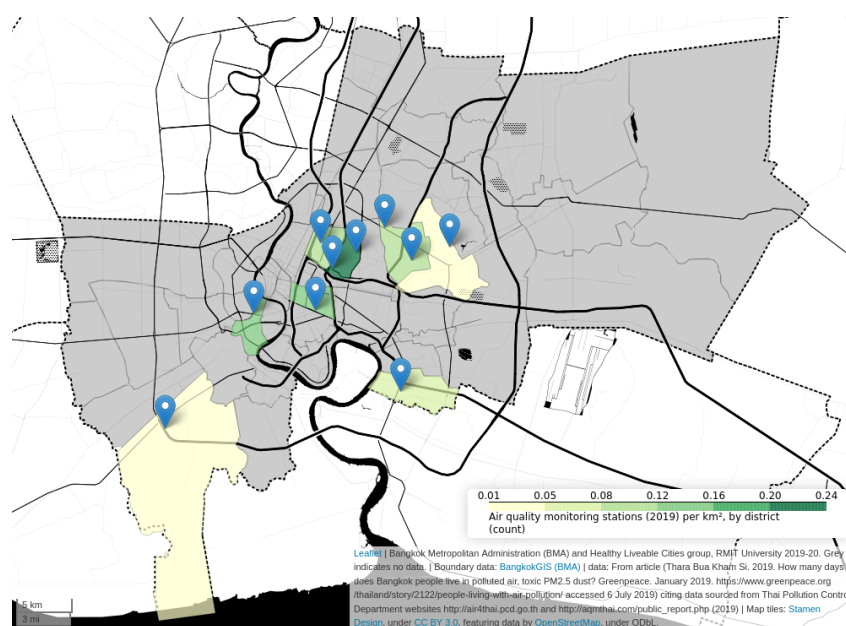 0.01 0.05 0.08 0.12 0.16 0.20 0.24
Air quality monitoring stations (2019) per km², by district
(count)
Leaflet | Bangkok Metropolitan Administration (BMA) and Healthy Liveable Cities group, RMIT University 2019-20. Grey
indicates no data. | Boundary data: BangkokGIS (BMA) | data: From article (Thara Bua Kham Si. 2019. How many days
does Bangkok people live in polluted air, toxic PM2.5 dust? Greenpeace. January 2019. https://www.greenpeace.org
/thailand/story/2122/people-living-with-air-pollution/ accessed 6 July 2019) citing data sourced from Thai Pollution Contro
Department websites http://air4thai.pcd.go.th and http://aqmthai.com/public_report.php (2019) | Map tiles: Stamen
Design, under CC BY 3.0, featuring data by OpenStreetMap, under ODbL.
5 km
3 mi